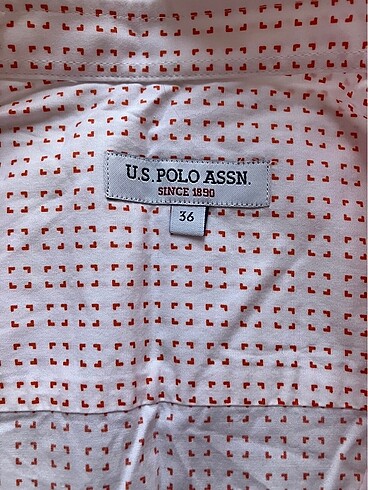 U.S. POLO ASSN.
SINCE 1890
36